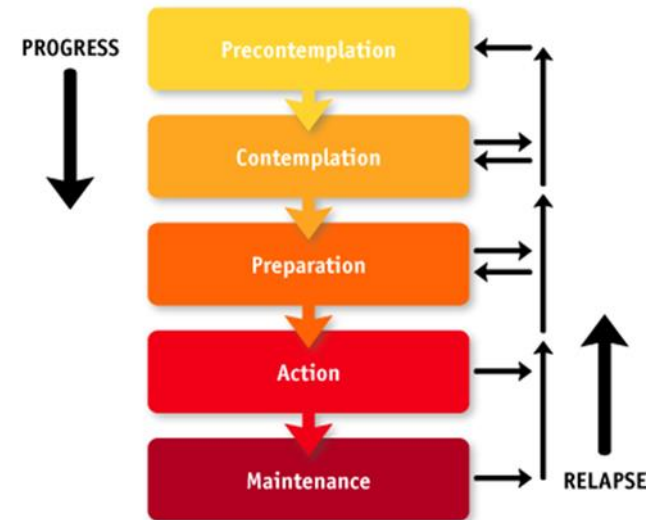 PROGRESS
Precontemplation
Contemplation
Preparation
Action
Maintenance
RELAPSE